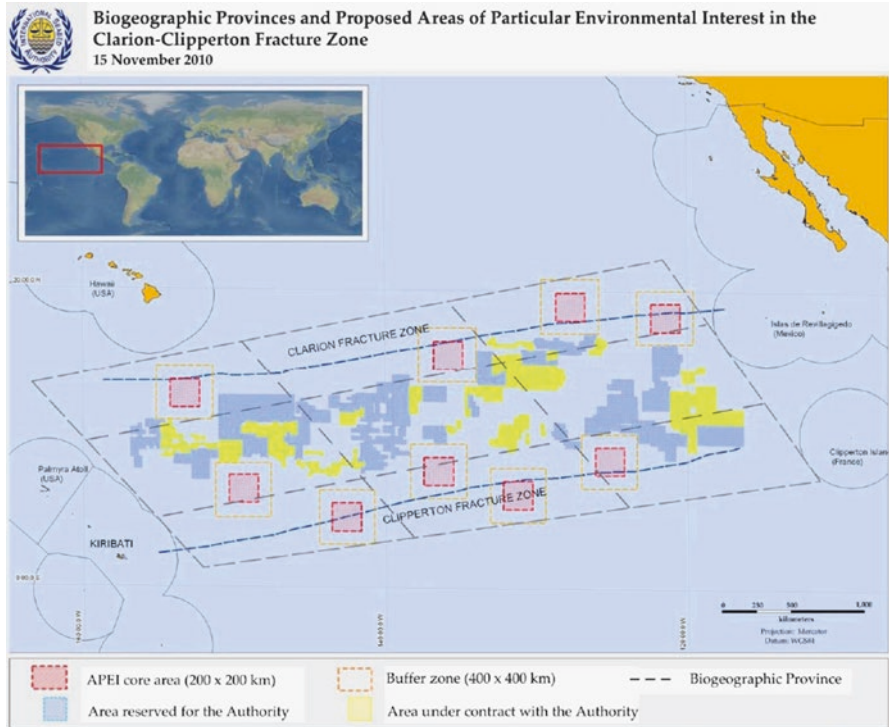 INTERNATIONAL SEABED
AUTHORITY
Biogeographic Provinces and Proposed Areas of Particular Environmental Interest in the
Clarion-Clipperton Fracture Zone
15 November 2010
Hawaii
(USA)
CLARION FRACTURE ZONE
Islas de Revillagigedo
(Mexico)
Palmyra Atoll
(USA)
Clipperton Island
(France)
CLIPPERTON FRACTURE ZONE
KIRIBATI
0 250 500 1,000
kilometers
Projection: Mercator
Datum: WGS84
APEI core area (200 x 200 km)
Buffer zone (400 x 400 km)
Biogeographic Province
Area reserved for the Authority
Area under contract with the Authority